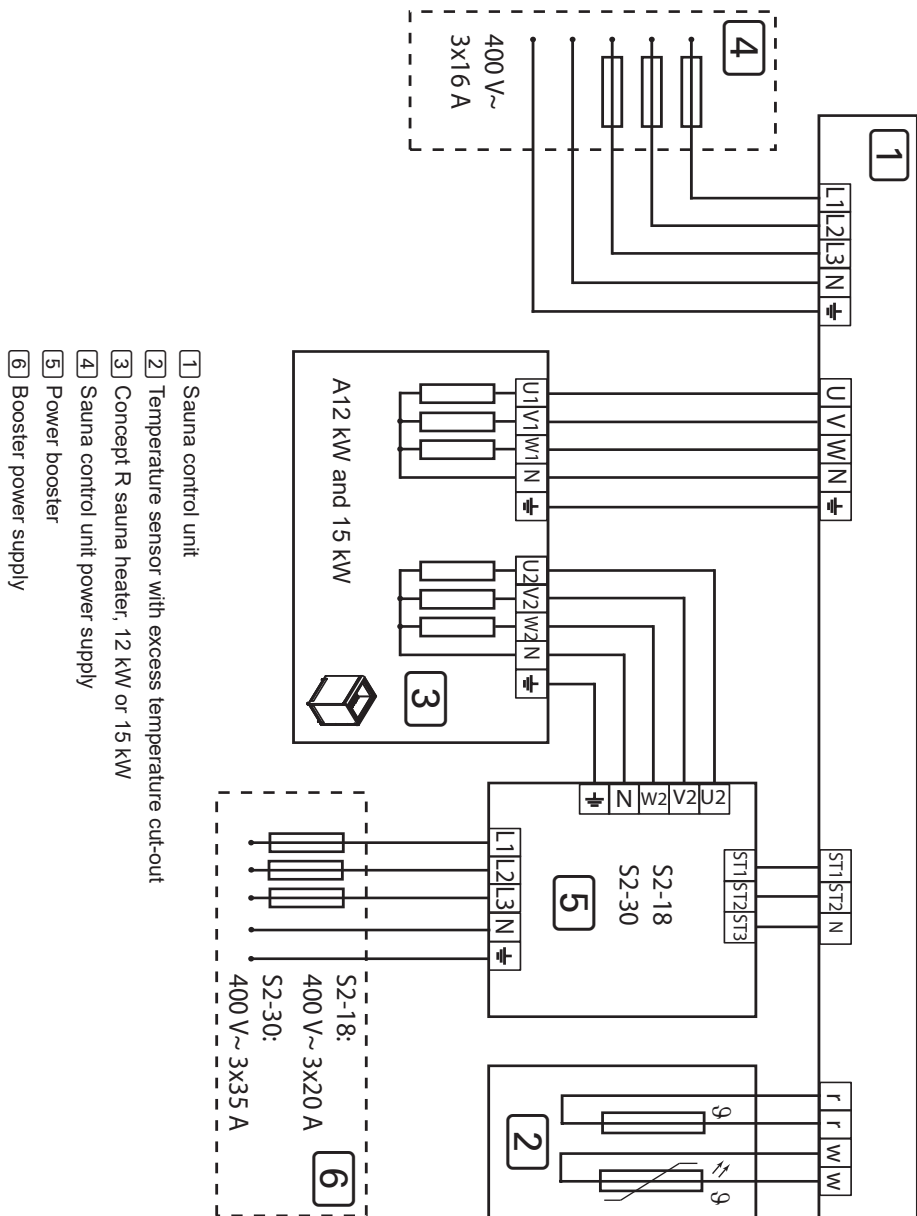 4
400 V~
3x16 A
1
L1 L2 L3 N
U V W N
ST1 ST2 N
r r w w
U1 V1 W1 N
U2 V2 W2 N
A12 kW and 15 kW
3
N W2 V2 U2
ST1 ST2 ST3
S2-18
S2-30
5
L1 L2 L3 N
S2-18:
400 V~ 3x20 A
S2-30:
400 V~ 3x35 A
6
ϑ
ϑ
2
1 Sauna control unit
2 Temperature sensor with excess temperature cut-out
3 Concept R sauna heater, 12 kW or 15 kW
4 Sauna control unit power supply
5 Power booster
6 Booster power supply